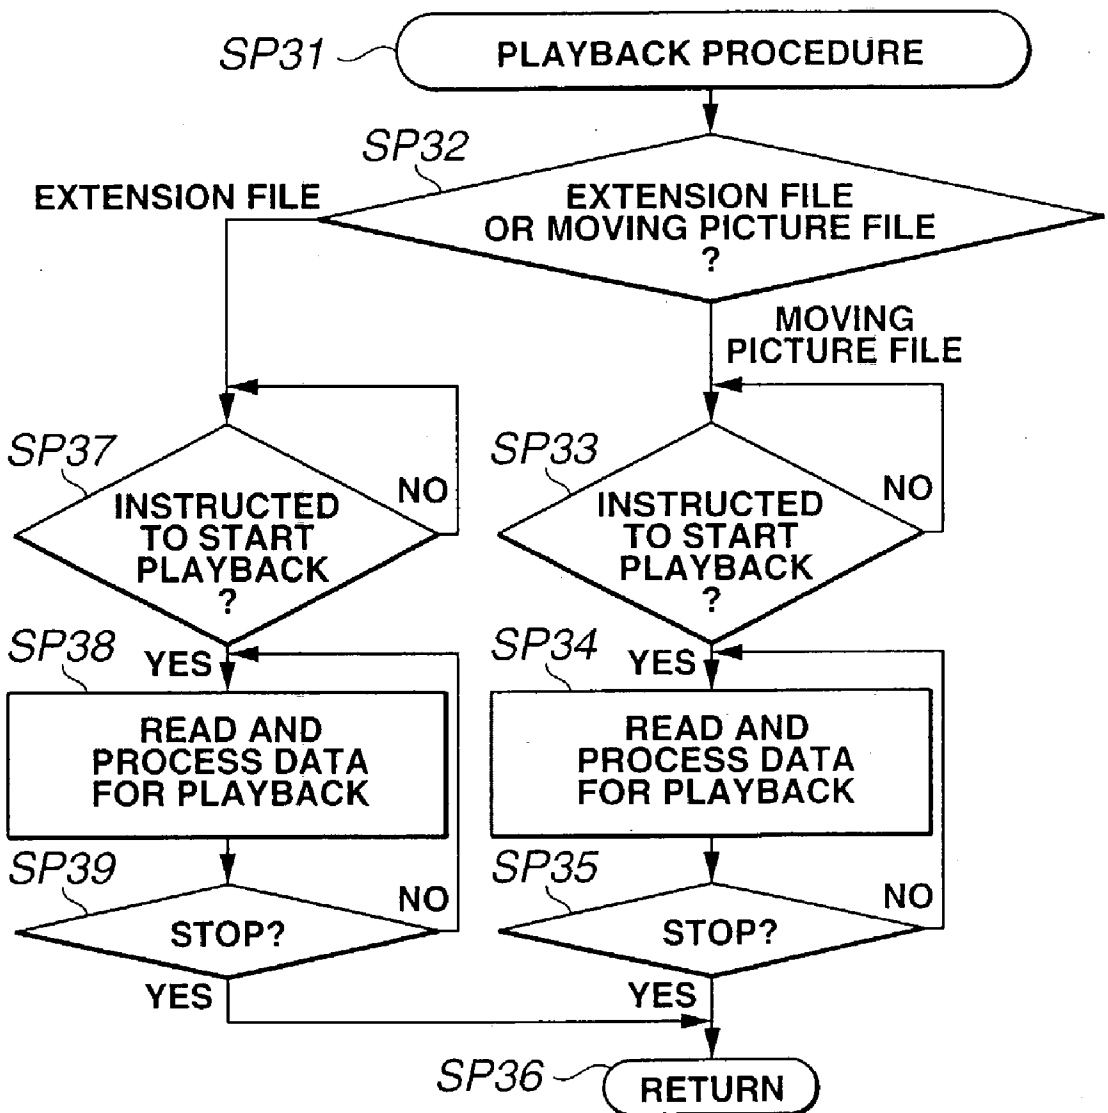 SP31
PLAYBACK PROCEDURE
SP32
EXTENSION FILE
EXTENSION FILE
OR MOVING PICTURE FILE
?
MOVING
PICTURE FILE
SP37
NO
INSTRUCTED
TO START
PLAYBACK
?
SP33
NO
INSTRUCTED
TO START
PLAYBACK
?
SP38
YES
READ AND
PROCESS DATA
FOR PLAYBACK
SP34
YES
READ AND
PROCESS DATA
FOR PLAYBACK
SP39
NO
STOP?
YES
SP35
NO
STOP?
YES
SP36
RETURN